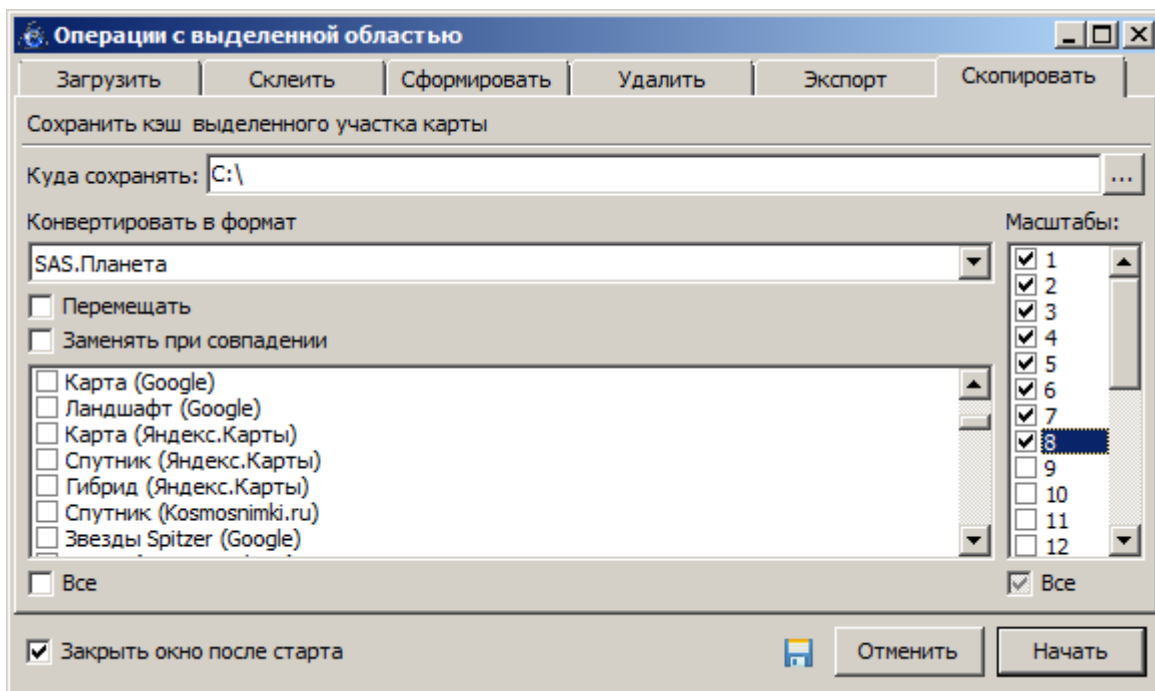 Операции с выделенной областью
Загрузить Склеить Сформировать Удалить Экспорт Скопировать
Сохранить кэш выделенного участка карты
Куда сохранять: C:\ ...
Конвертировать в формат
Масштабы:
SAS.Планета
Перемещать
Заменять при совпадении
Карта (Google)
Ландшафт (Google)
Карта (Яндекс.Карты)
Спутник (Яндекс.Карты)
Гибрид (Яндекс.Карты)
Спутник (Kosmosnimki.ru)
Звезды Spitzer (Google)
1
2
3
4
5
6
7
8
9
10
11
12
Все
Все
Закрыть окно после старта
Отменить
Начать